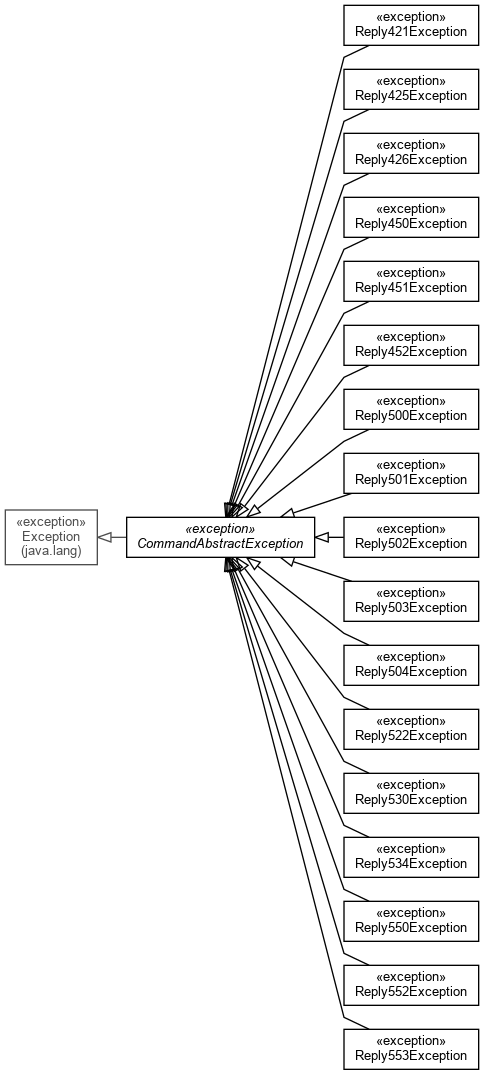 «exception»
Reply421Exception
«exception»
Reply425Exception
«exception»
Reply426Exception
«exception»
Reply450Exception
«exception»
Reply451Exception
«exception»
Reply452Exception
«exception»
Reply500Exception
«exception»
Reply501Exception
«exception»
Exception
(java.lang)
«exception»
CommandAbstractException
«exception»
Reply502Exception
«exception»
Reply503Exception
«exception»
Reply504Exception
«exception»
Reply522Exception
«exception»
Reply530Exception
«exception»
Reply534Exception
«exception»
Reply550Exception
«exception»
Reply552Exception
«exception»
Reply553Exception